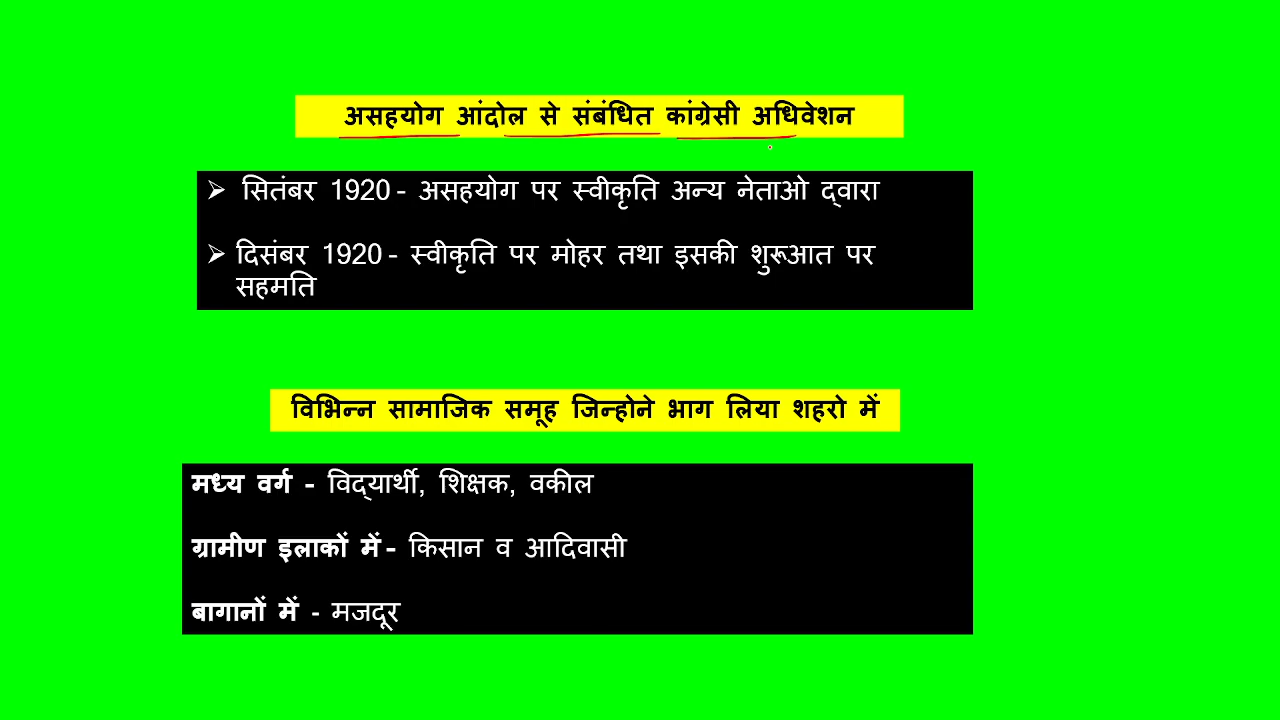 असहयोग आंदोल से संबंधित कांग्रेसी अधिवेशन
➢ सितंबर 1920 - असहयोग पर स्वीकृति अन्य नेताओ द्वारा
➢ दिसंबर 1920 - स्वीकृति पर मोहर तथा इसकी शुरूआत पर
सहमति
विभिन्न सामाजिक समूह जिन्होने भाग लिया शहरो में
मध्य वर्ग - विद्यार्थी, शिक्षक, वकील
ग्रामीण इलाकों में - किसान व आदिवासी
बागानों में - मजदूर